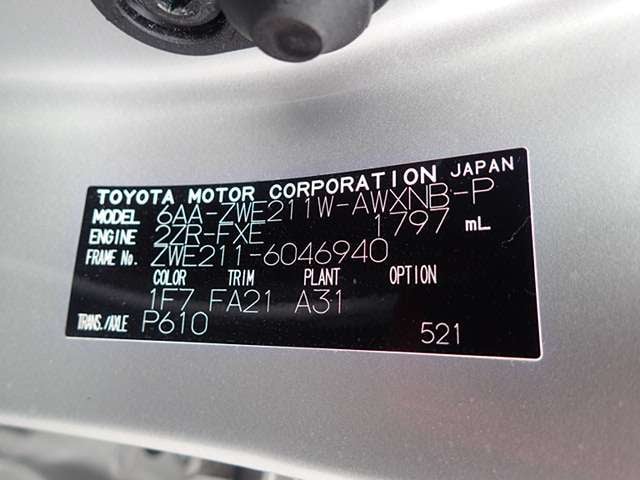 TOYOTA MOTOR CORPORATION JAPAN
MODEL 6AA-ZWE211W-AWXNB-P
ENGINE 2ZR-FXE 1797 mL
FRAME No. ZWE211-6046940
COLOR TRIM PLANT OPTION
1F7 FA21 A31
TRANS./AXLE P610 521